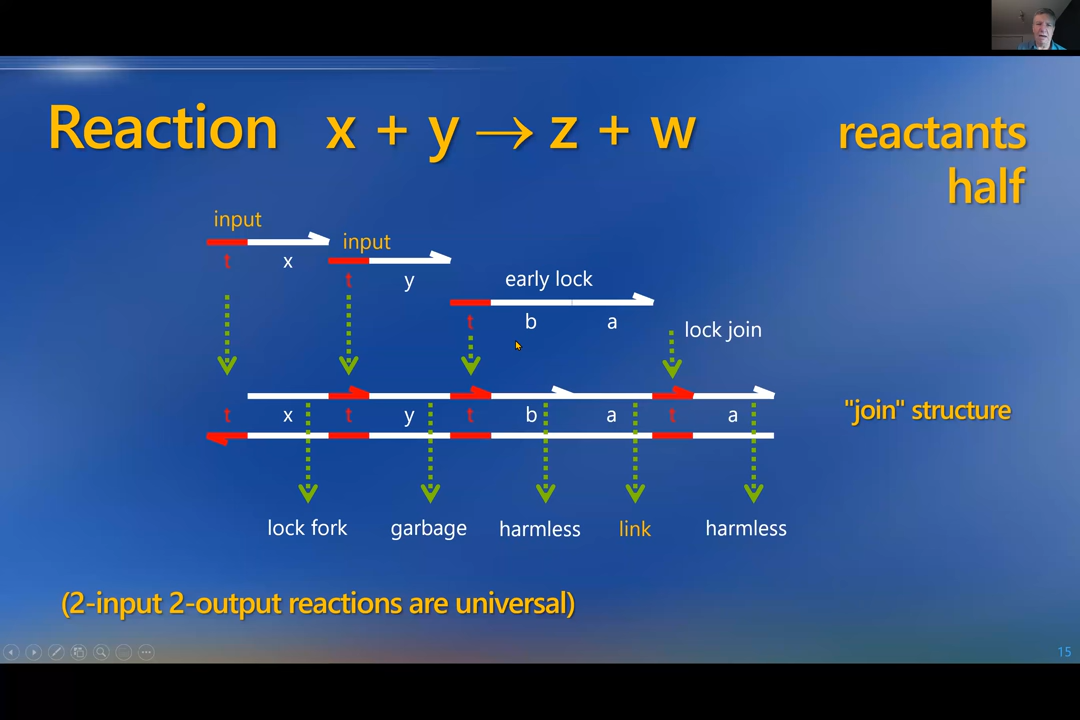 Reaction x + y → z + w
reactants
half
input
input
t x
t y
early lock
t b a
lock join
t x t y t b a t a
"join" structure
lock fork garbage harmless link harmless
(2-input 2-output reactions are universal)
15